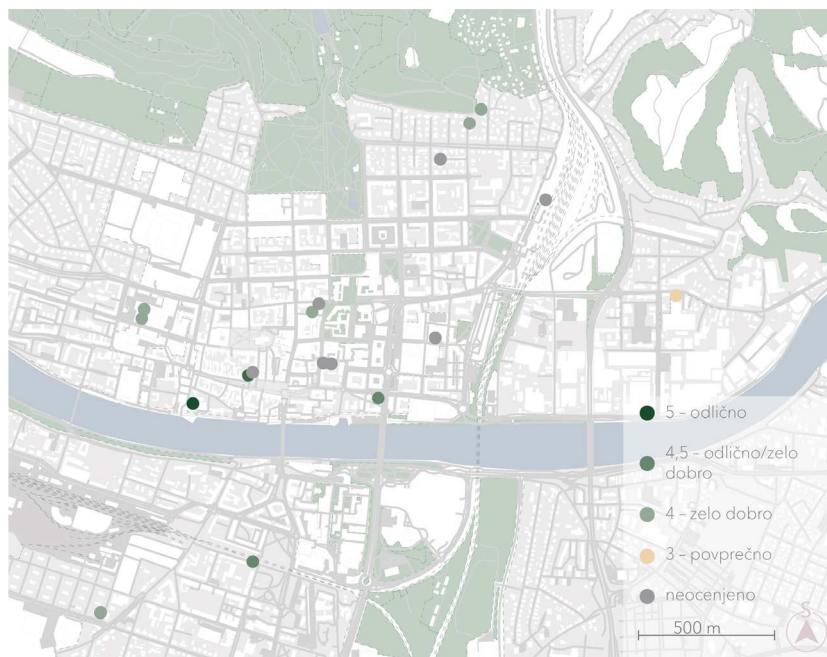 5 - odlično
4,5 - odlično/zelo
dobro
4 - zelo dobro
3 - povprečno
neocenjeno
500 m
S